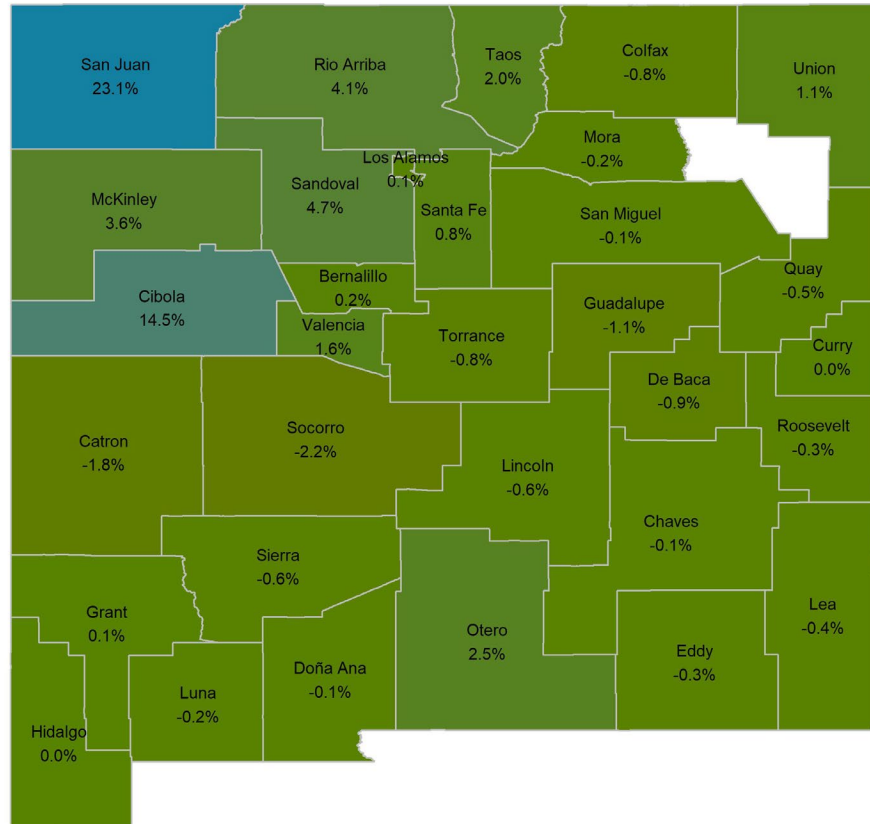 San Juan
23.1%
Rio Arriba
4.1%
Taos
2.0%
Colfax
-0.8%
Union
1.1%
Mora
-0.2%
Los Alamos
0.1%
McKinley
3.6%
Sandoval
4.7%
Santa Fe
0.8%
San Miguel
-0.1%
Quay
-0.5%
Cibola
14.5%
Bernalillo
0.2%
Guadalupe
-1.1%
Valencia
1.6%
Torrance
-0.8%
Curry
0.0%
De Baca
-0.9%
Catron
-1.8%
Socorro
-2.2%
Roosevelt
-0.3%
Lincoln
-0.6%
Chaves
-0.1%
Sierra
-0.6%
Grant
0.1%
Otero
2.5%
Lea
-0.4%
Eddy
-0.3%
Doña Ana
-0.1%
Luna
-0.2%
Hidalgo
0.0%